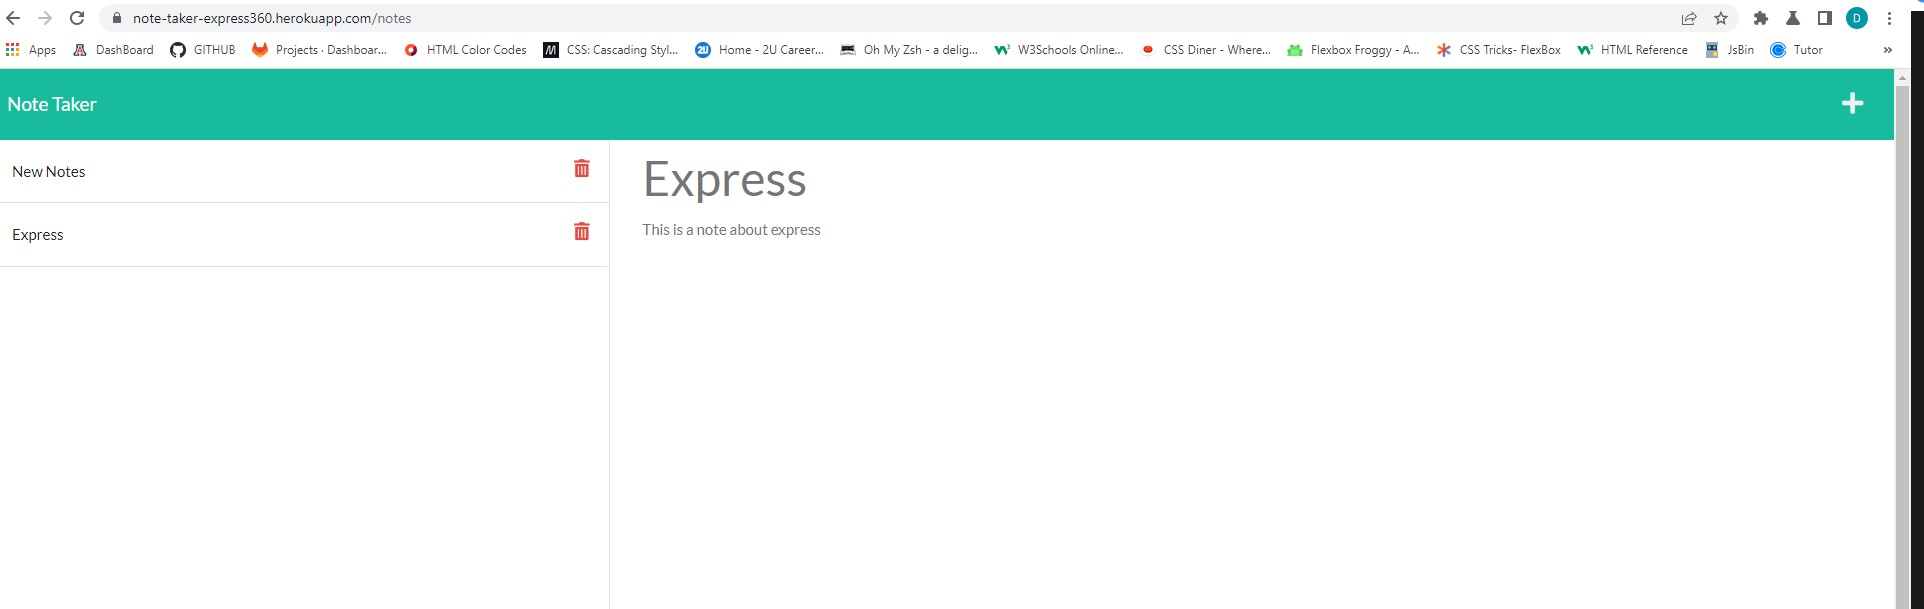 note-taker-express360.herokuapp.com/notes
D
Apps DashBoard GITHUB Projects · Dashboar... HTML Color Codes CSS: Cascading Styl... 2U Home - 2U Career... Oh My Zsh - a delig... W3Schools Online... CSS Diner - Where... Flexbox Froggy - A... CSS Tricks- FlexBox HTML Reference JsBin Tutor »
Note Taker
New Notes
Express
Express
This is a note about express